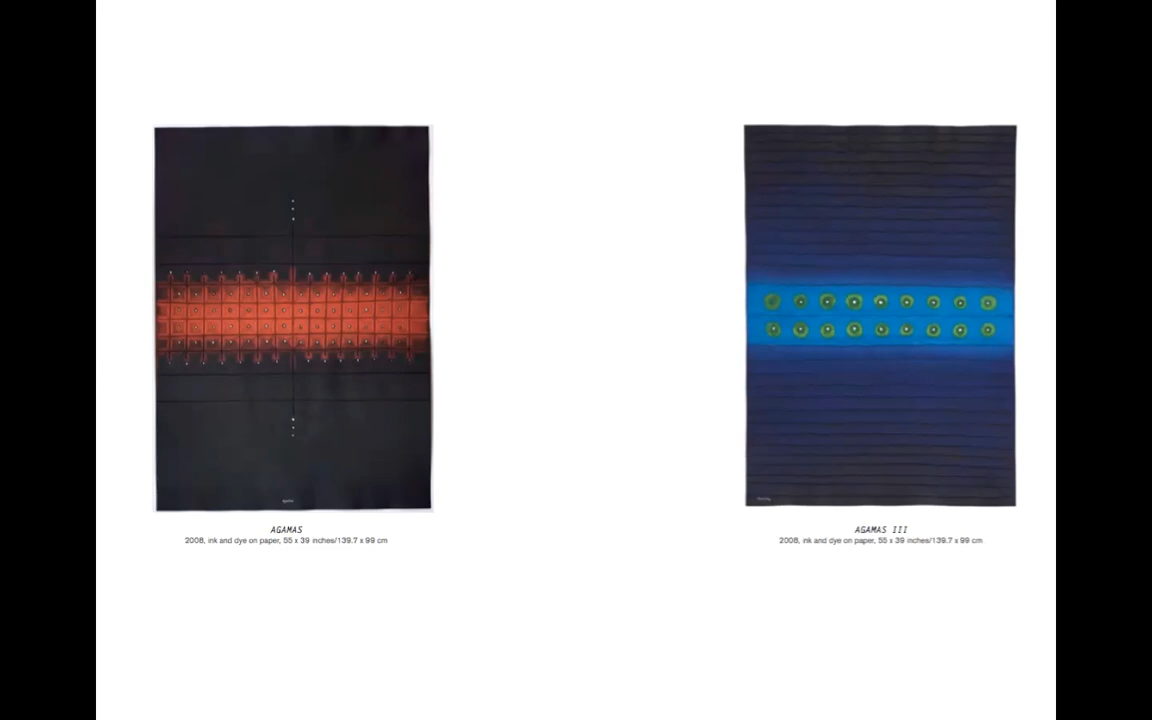 AGAMAS
2008, ink and dye on paper, 55 x 39 inches/139.7 x 99 cm
AGAMAS III
2008, ink and dye on paper, 55 x 39 inches/139.7 x 99 cm